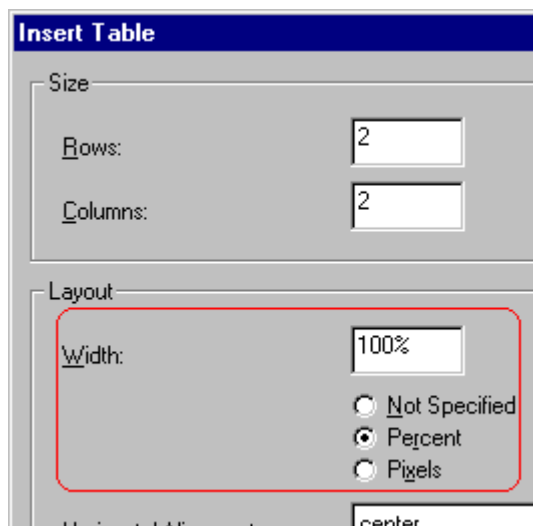 Insert Table
Size
Rows: 2
Columns: 2
Layout
Width: 100%
Not Specified
Percent
Pixels
center